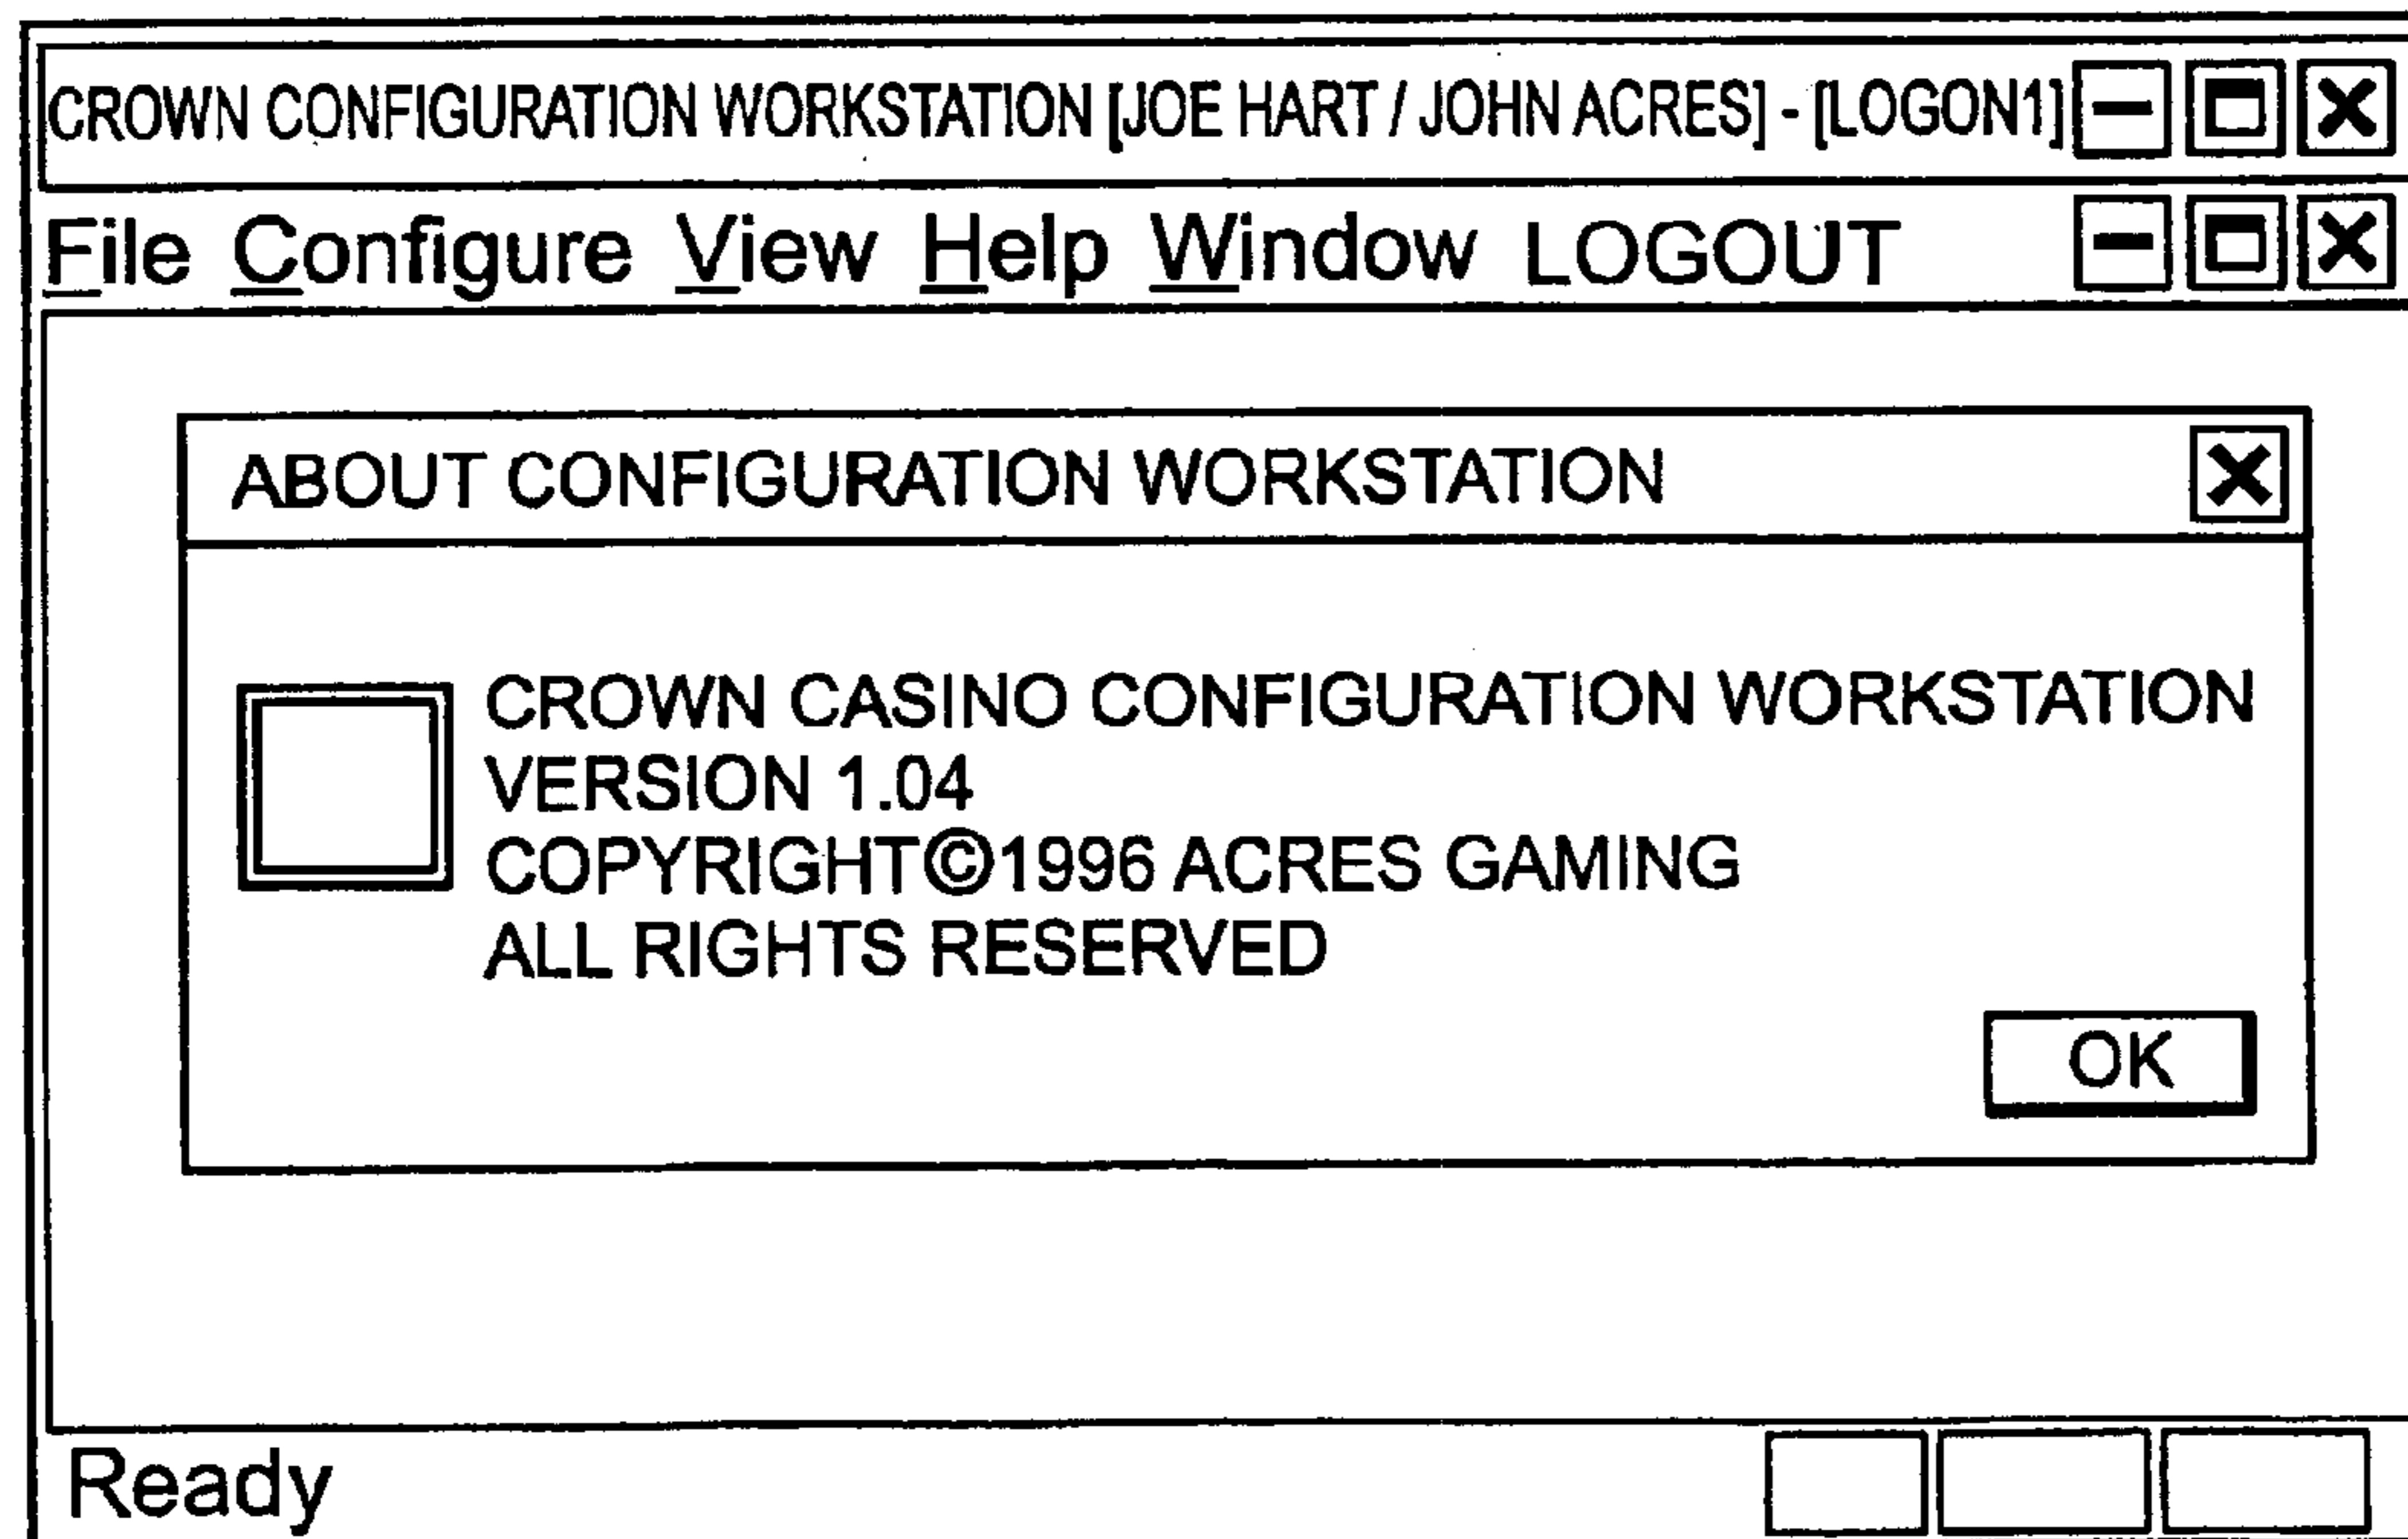 CROWN CONFIGURATION WORKSTATION [JOE HART / JOHN ACRES] - [LOGON1]
File Configure View Help Window LOGOUT
ABOUT CONFIGURATION WORKSTATION
CROWN CASINO CONFIGURATION WORKSTATION
VERSION 1.04
COPYRIGHT©1996 ACRES GAMING
ALL RIGHTS RESERVED
OK
Ready